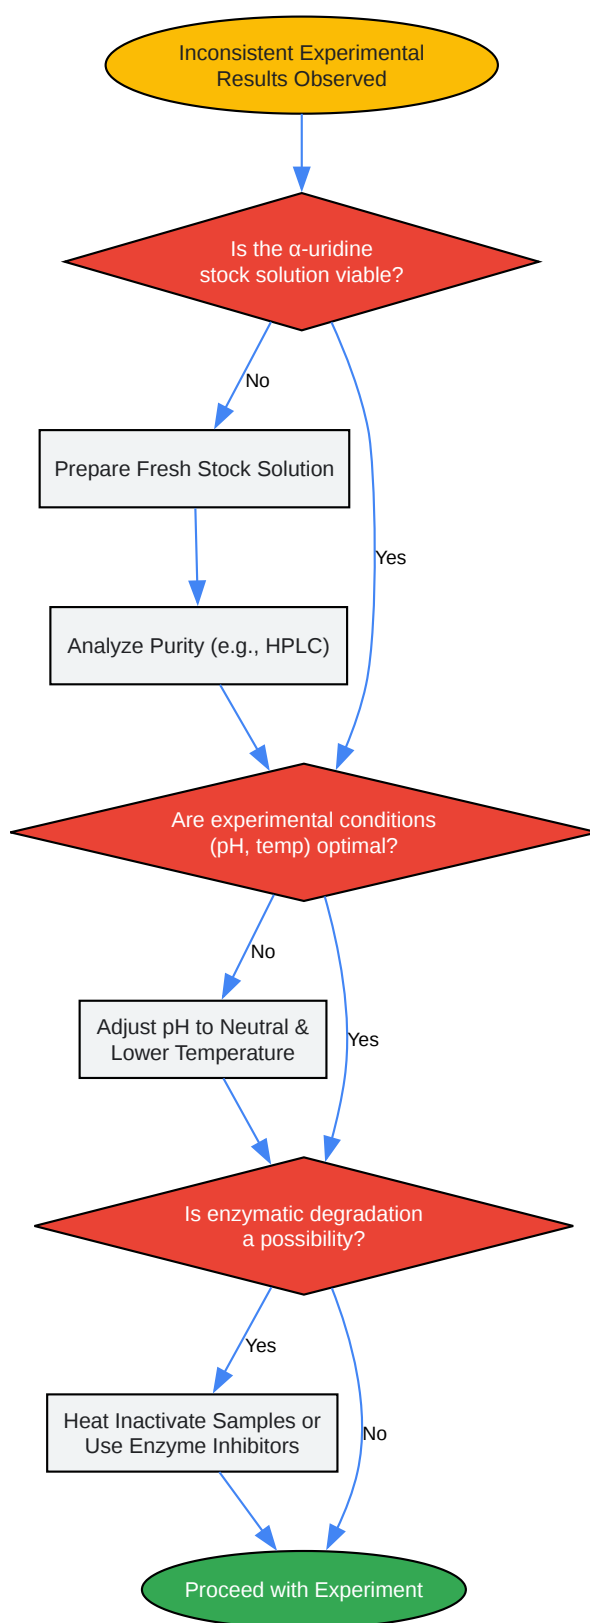 Inconsistent Experimental
Results Observed
Is the α-uridine
stock solution viable?
No
Prepare Fresh Stock Solution
Yes
Analyze Purity (e.g., HPLC)
Are experimental conditions
(pH, temp) optimal?
No
Adjust pH to Neutral &
Lower Temperature
Yes
Is enzymatic degradation
a possibility?
Yes
Heat Inactivate Samples or
Use Enzyme Inhibitors
No
Proceed with Experiment